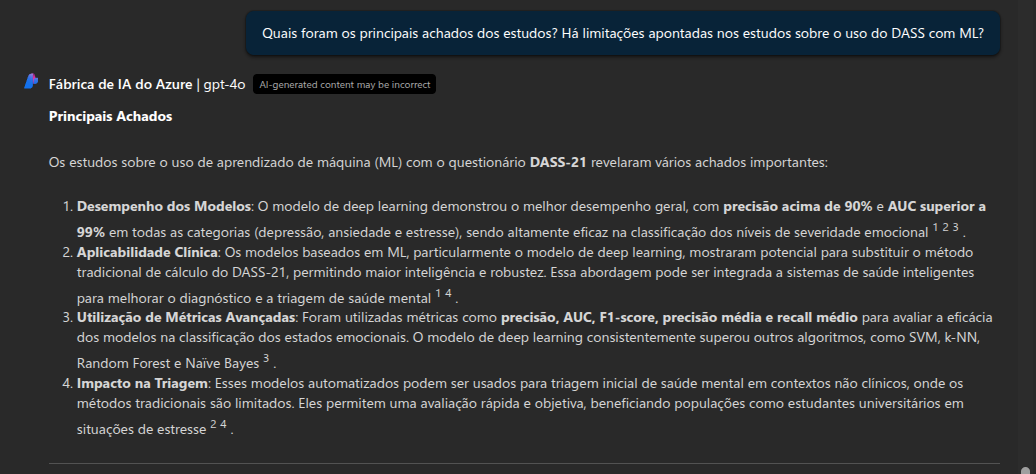 Quais foram os principais achados dos estudos? Há limitações apontadas nos estudos sobre o uso do DASS com ML?
Fábrica de IA do Azure | gpt-4o AI-generated content may be incorrect
Principais Achados
Os estudos sobre o uso de aprendizado de máquina (ML) com o questionário DASS-21 revelaram vários achados importantes:
1. Desempenho dos Modelos: O modelo de deep learning demonstrou o melhor desempenho geral, com precisão acima de 90% e AUC superior a
99% em todas as categorias (depressão, ansiedade e estresse), sendo altamente eficaz na classificação dos níveis de severidade emocional 1 2 3 .
2. Aplicabilidade Clínica: Os modelos baseados em ML, particularmente o modelo de deep learning, mostraram potencial para substituir o método
tradicional de cálculo do DASS-21, permitindo maior inteligência e robustez. Essa abordagem pode ser integrada a sistemas de saúde inteligentes
para melhorar o diagnóstico e a triagem de saúde mental 1 4 .
3. Utilização de Métricas Avançadas: Foram utilizadas métricas como precisão, AUC, F1-score, precisão média e recall médio para avaliar a eficácia
dos modelos na classificação dos estados emocionais. O modelo de deep learning consistentemente superou outros algoritmos, como SVM, k-NN,
Random Forest e Naïve Bayes 3 .
4. Impacto na Triagem: Esses modelos automatizados podem ser usados para triagem inicial de saúde mental em contextos não clínicos, onde os
métodos tradicionais são limitados. Eles permitem uma avaliação rápida e objetiva, beneficiando populações como estudantes universitários em
situações de estresse 2 4 .